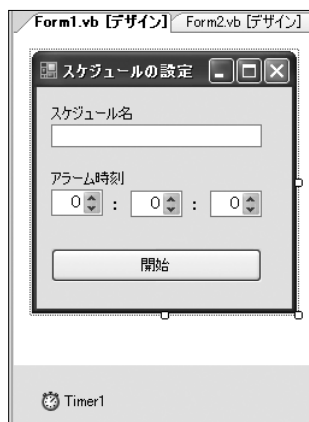 Form1.vb [デザイン] Form2.vb [デザイン]
スケジュールの設定
スケジュール名
アラーム時刻
0 : 0 : 0
開始
Timer1